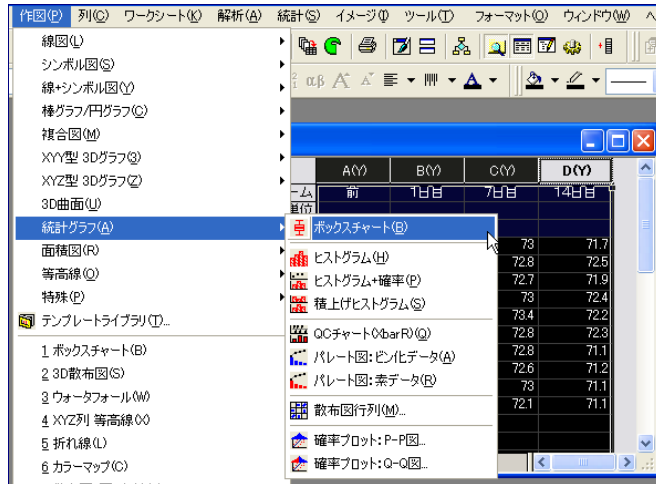 作図(P) 列(C) ワークシート(K) 解析(A) 統計(S) イメージ(I) ツール(T) フォーマット(O) ウィンドウ(W) ヘ
線図(L)
シンボル図(S)
線+シンボル図(Y)
棒グラフ/円グラフ(C)
複合図(M)
XYY型 3Dグラフ(3)
XYZ型 3Dグラフ(Z)
3D曲面(U)
統計グラフ(A)
面積図(R)
等高線(O)
特殊(P)
テンプレートライブラリ(T)...
1 ボックスチャート(B)
2 3D散布図(S)
3 ウォータフォール(W)
4 XYZ列 等高線(X)
5 折れ線(L)
6 カラーマップ(C)
αβ A A A
A(Y) B(Y) C(Y) D(Y)
ーム 前 1日目 7日目 14日目
単位
ボックスチャート(B)
ヒストグラム(H)
ヒストグラム+確率(P)
積上げヒストグラム(S)
QCチャート(XbarR)(Q)
パレート図:ビン化データ(A)
パレート図:素データ(R)
散布図行列(M)...
確率プロット:P-P図...
確率プロット:Q-Q図...
73 71.7
72.8 72.5
72.7 71.9
73 72.4
73.4 72.2
72.8 72.3
72.8 71.1
72.6 71.2
73 71.1
72.1 71.1